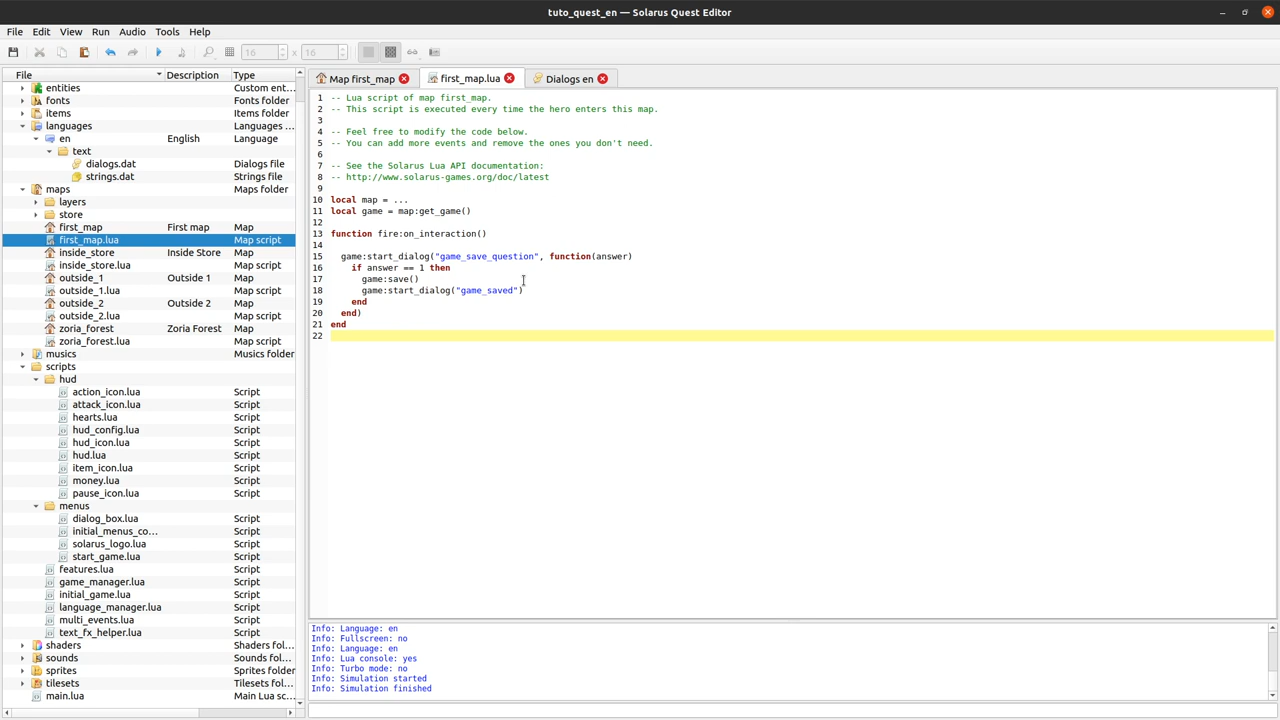 tuto_quest_en — Solarus Quest Editor
File Edit View Run Audio Tools Help
16 x 16
File Description Type
entities Custom ent...
fonts Fonts folder
items Items folder
languages Languages ...
en English Language
text
dialogs.dat Dialogs file
strings.dat Strings file
maps Maps folder
layers
store
first_map First map Map
first_map.lua Map script
inside_store Inside Store Map
inside_store.lua Map script
outside_1 Outside 1 Map
outside_1.lua Map script
outside_2 Outside 2 Map
outside_2.lua Map script
zoria_forest Zoria Forest Map
zoria_forest.lua Map script
musics Musics folder
scripts
hud
action_icon.lua Script
attack_icon.lua Script
hearts.lua Script
hud_config.lua Script
hud_icon.lua Script
hud.lua Script
item_icon.lua Script
money.lua Script
pause_icon.lua Script
menus
dialog_box.lua Script
initial_menus_co... Script
solarus_logo.lua Script
start_game.lua Script
features.lua Script
game_manager.lua Script
initial_game.lua Script
language_manager.lua Script
multi_events.lua Script
text_fx_helper.lua Script
shaders Shaders fol...
sounds Sounds fol...
sprites Sprites folder
tilesets Tilesets fol...
main.lua Main Lua sc...
Map first_map first_map.lua Dialogs en
1 -- Lua script of map first_map.
2 -- This script is executed every time the hero enters this map.
3
4 -- Feel free to modify the code below.
5 -- You can add more events and remove the ones you don't need.
6
7 -- See the Solarus Lua API documentation:
8 -- http://www.solarus-games.org/doc/latest
9
10 local map = ...
11 local game = map:get_game()
12
13 function fire:on_interaction()
14
15 game:start_dialog("game_save_question", function(answer)
16 if answer == 1 then
17 game:save()
18 game:start_dialog("game_saved")
19 end
20 end)
21 end
22
Info: Language: en
Info: Fullscreen: no
Info: Language: en
Info: Lua console: yes
Info: Turbo mode: no
Info: Simulation started
Info: Simulation finished